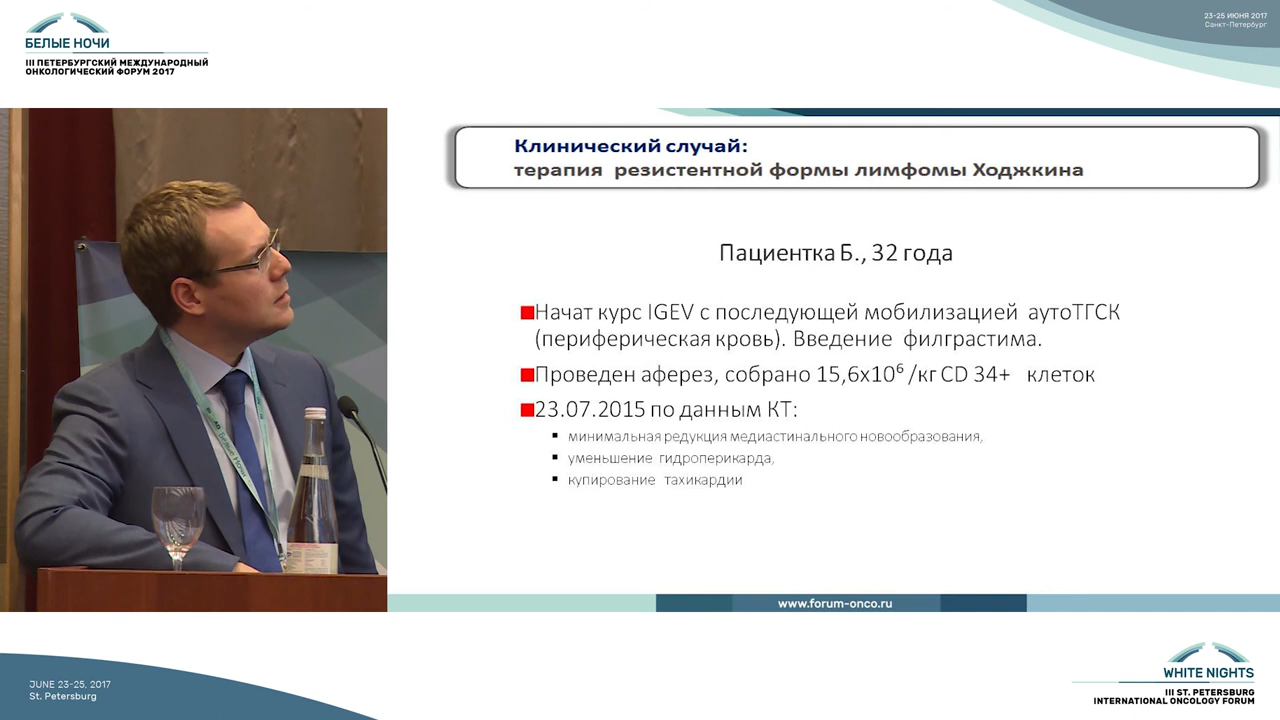 БЕЛЫЕ НОЧИ
III ПЕТЕРБУРГСКИЙ МЕЖДУНАРОДНЫЙ
ОНКОЛОГИЧЕСКИЙ ФОРУМ 2017
23-25 ИЮНЯ 2017
Санкт-Петербург
Клинический случай:
терапия резистентной формы лимфомы Ходжкина
Пациентка Б., 32 года
Начат курс IGEV с последующей мобилизацией аутоТГСК
(периферическая кровь). Введение филграстима.
Проведен аферез, собрано 15,6х10⁶ /кг CD 34+ клеток
23.07.2015 по данным КТ:
минимальная редукция медиастинального новообразования,
уменьшение гидроперикарда,
купирование тахикардии
Белые Ночи
www.forum-onco.ru
JUNE 23-25, 2017
St. Petersburg
WHITE NIGHTS
III ST. PETERSBURG
INTERNATIONAL ONCOLOGY FORUM